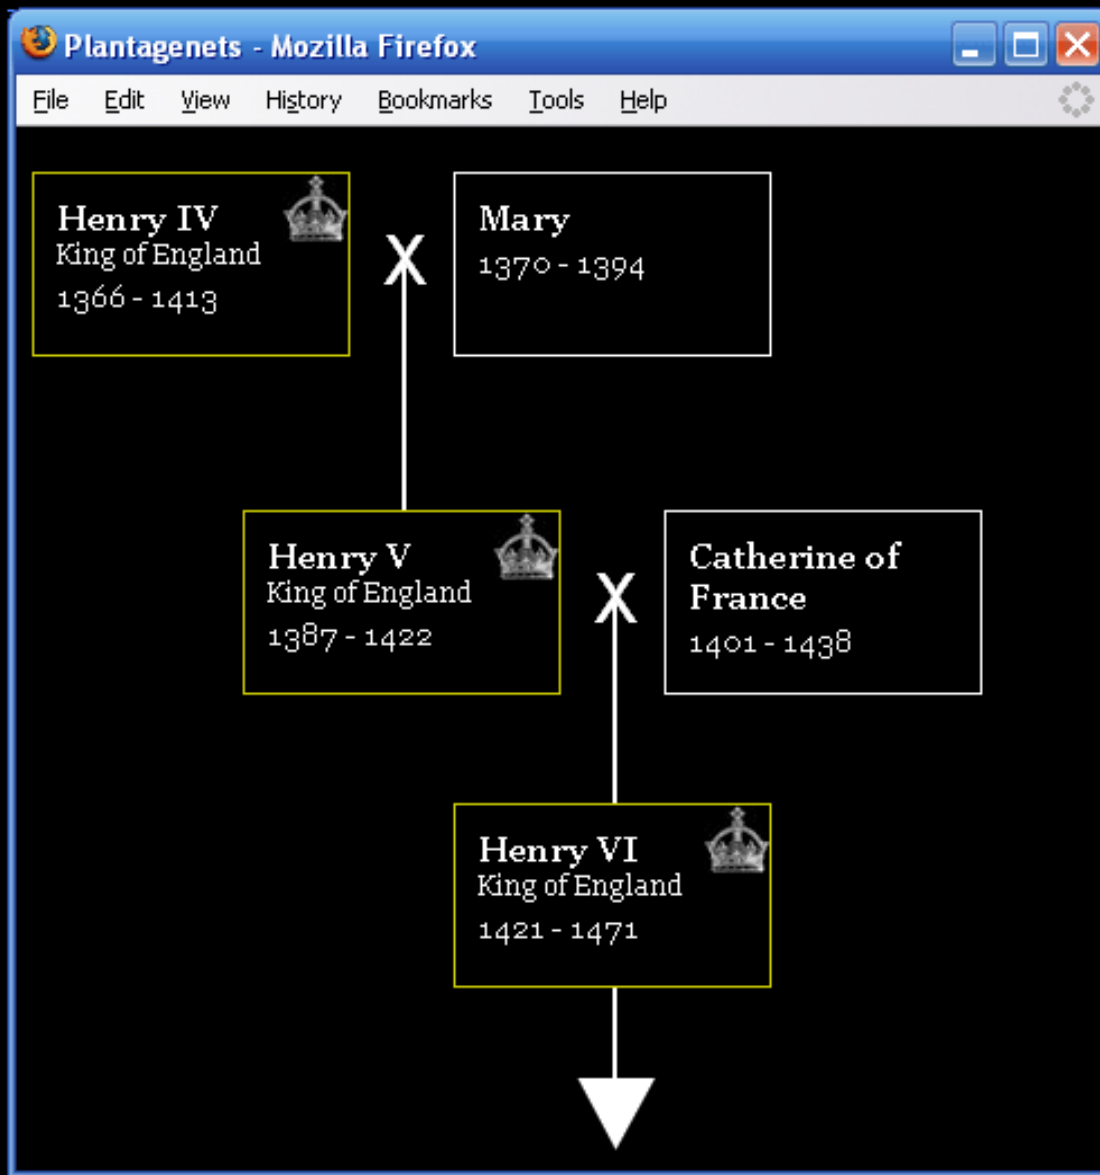 Plantagenets - Mozilla Firefox
File Edit View History Bookmarks Tools Help
Henry IV
King of England
1366 - 1413
X
Mary
1370 - 1394
Henry V
King of England
1387 - 1422
X
Catherine of
France
1401 - 1438
Henry VI
King of England
1421 - 1471